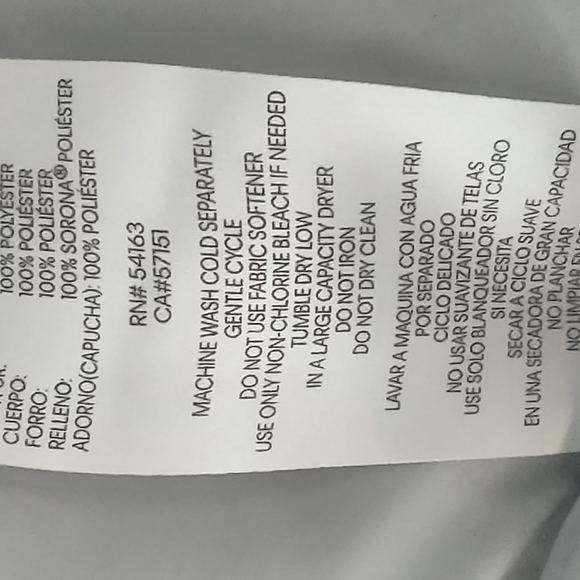 100% POLYESTER
CUERPO: 100% POLIÉSTER
FORRO: 100% POLIÉSTER
RELLENO: 100% SORONA® POLIÉSTER
ADORNO(CAPUCHA): 100% POLIÉSTER
RN# 54163
CA#57151
MACHINE WASH COLD SEPARATELY
GENTLE CYCLE
DO NOT USE FABRIC SOFTENER
USE ONLY NON-CHLORINE BLEACH IF NEEDED
TUMBLE DRY LOW
IN A LARGE CAPACITY DRYER
DO NOT IRON
DO NOT DRY CLEAN
LAVAR A MAQUINA CON AGUA FRIA
POR SEPARADO
CICLO DELICADO
NO USAR SUAVIZANTE DE TELAS
USE SOLO BLANQUEADOR SIN CLORO
SI NECESITA
SECAR A CICLO SUAVE
EN UNA SECADORA DE GRAN CAPACIDAD
NO PLANCHAR
NO LIMPIAR EN